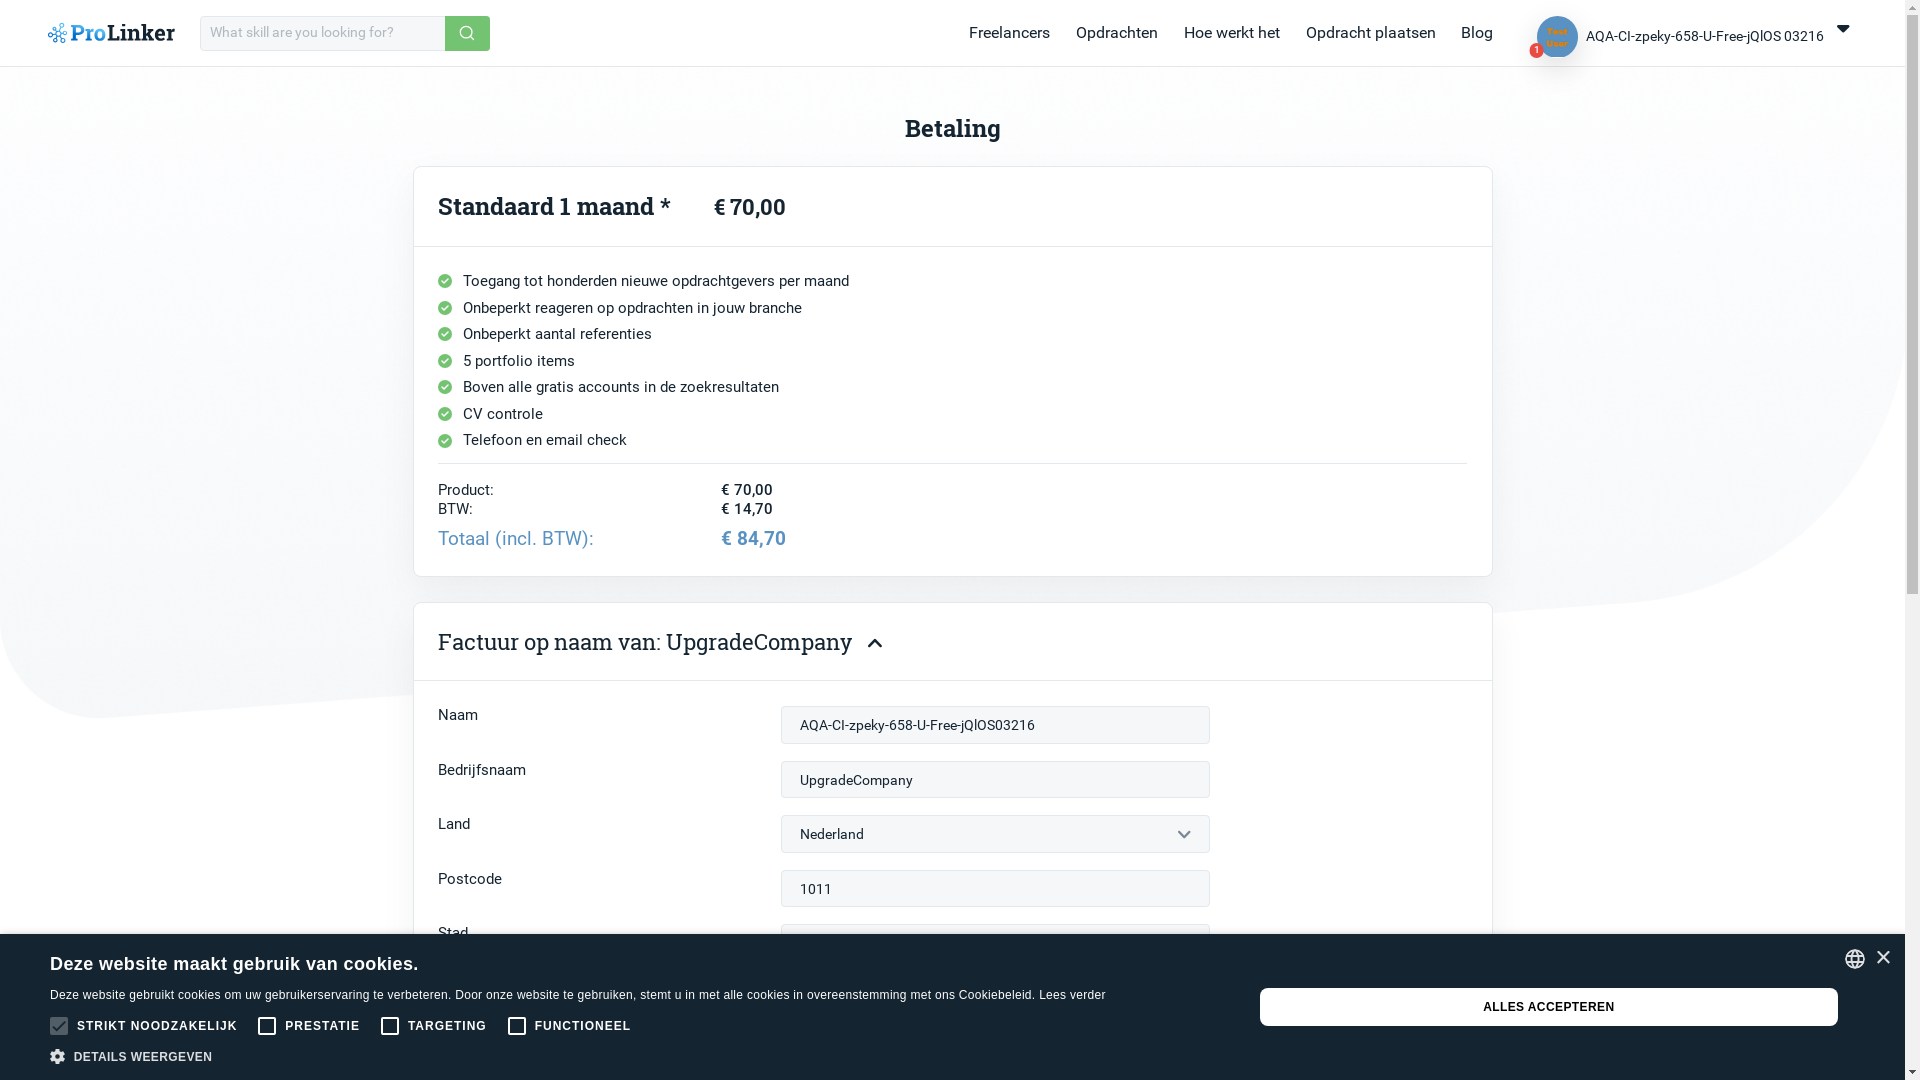 ProLinker
What skill are you looking for?
Freelancers
Opdrachten
Hoe werkt het
Opdracht plaatsen
Blog
Test
User
1
AQA-CI-zpeky-658-U-Free-jQlOS 03216
Betaling
Standaard 1 maand * € 70,00
Toegang tot honderden nieuwe opdrachtgevers per maand
Onbeperkt reageren op opdrachten in jouw branche
Onbeperkt aantal referenties
5 portfolio items
Boven alle gratis accounts in de zoekresultaten
CV controle
Telefoon en email check
Product: € 70,00
BTW: € 14,70
Totaal (incl. BTW): € 84,70
Factuur op naam van: UpgradeCompany
Naam AQA-CI-zpeky-658-U-Free-jQlOS03216
Bedrijfsnaam UpgradeCompany
Land Nederland
Postcode 1011
Stad
Deze website maakt gebruik van cookies.
Deze website gebruikt cookies om uw gebruikerservaring te verbeteren. Door onze website te gebruiken, stemt u in met alle cookies in overeenstemming met ons Cookiebeleid. Lees verder
STRIKT NOODZAKELIJK PRESTATIE TARGETING FUNCTIONEEL
DETAILS WEERGEVEN
ALLES ACCEPTEREN